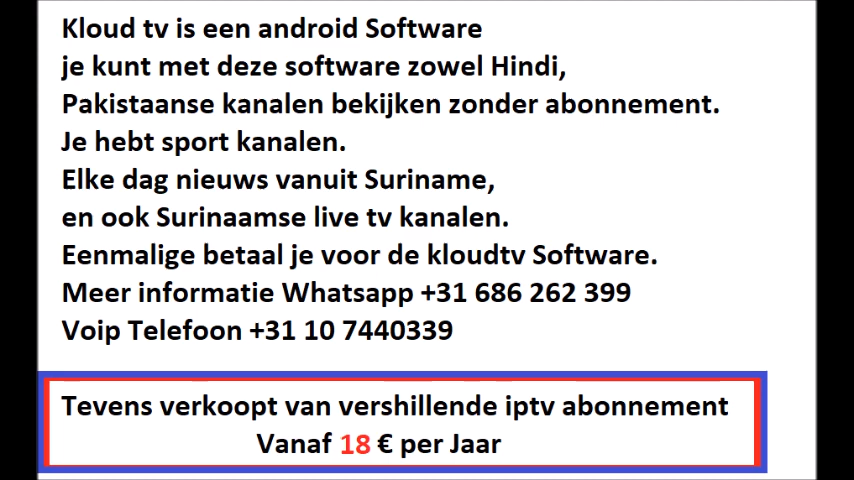 Kloud tv is een android Software
je kunt met deze software zowel Hindi,
Pakistaanse kanalen bekijken zonder abonnement.
Je hebt sport kanalen.
Elke dag nieuws vanuit Suriname,
en ook Surinaamse live tv kanalen.
Eenmalige betaal je voor de kloudtv Software.
Meer informatie Whatsapp +31 686 262 399
Voip Telefoon +31 10 7440339
Tevens verkoopt van vershillende iptv abonnement
Vanaf 18 € per Jaar